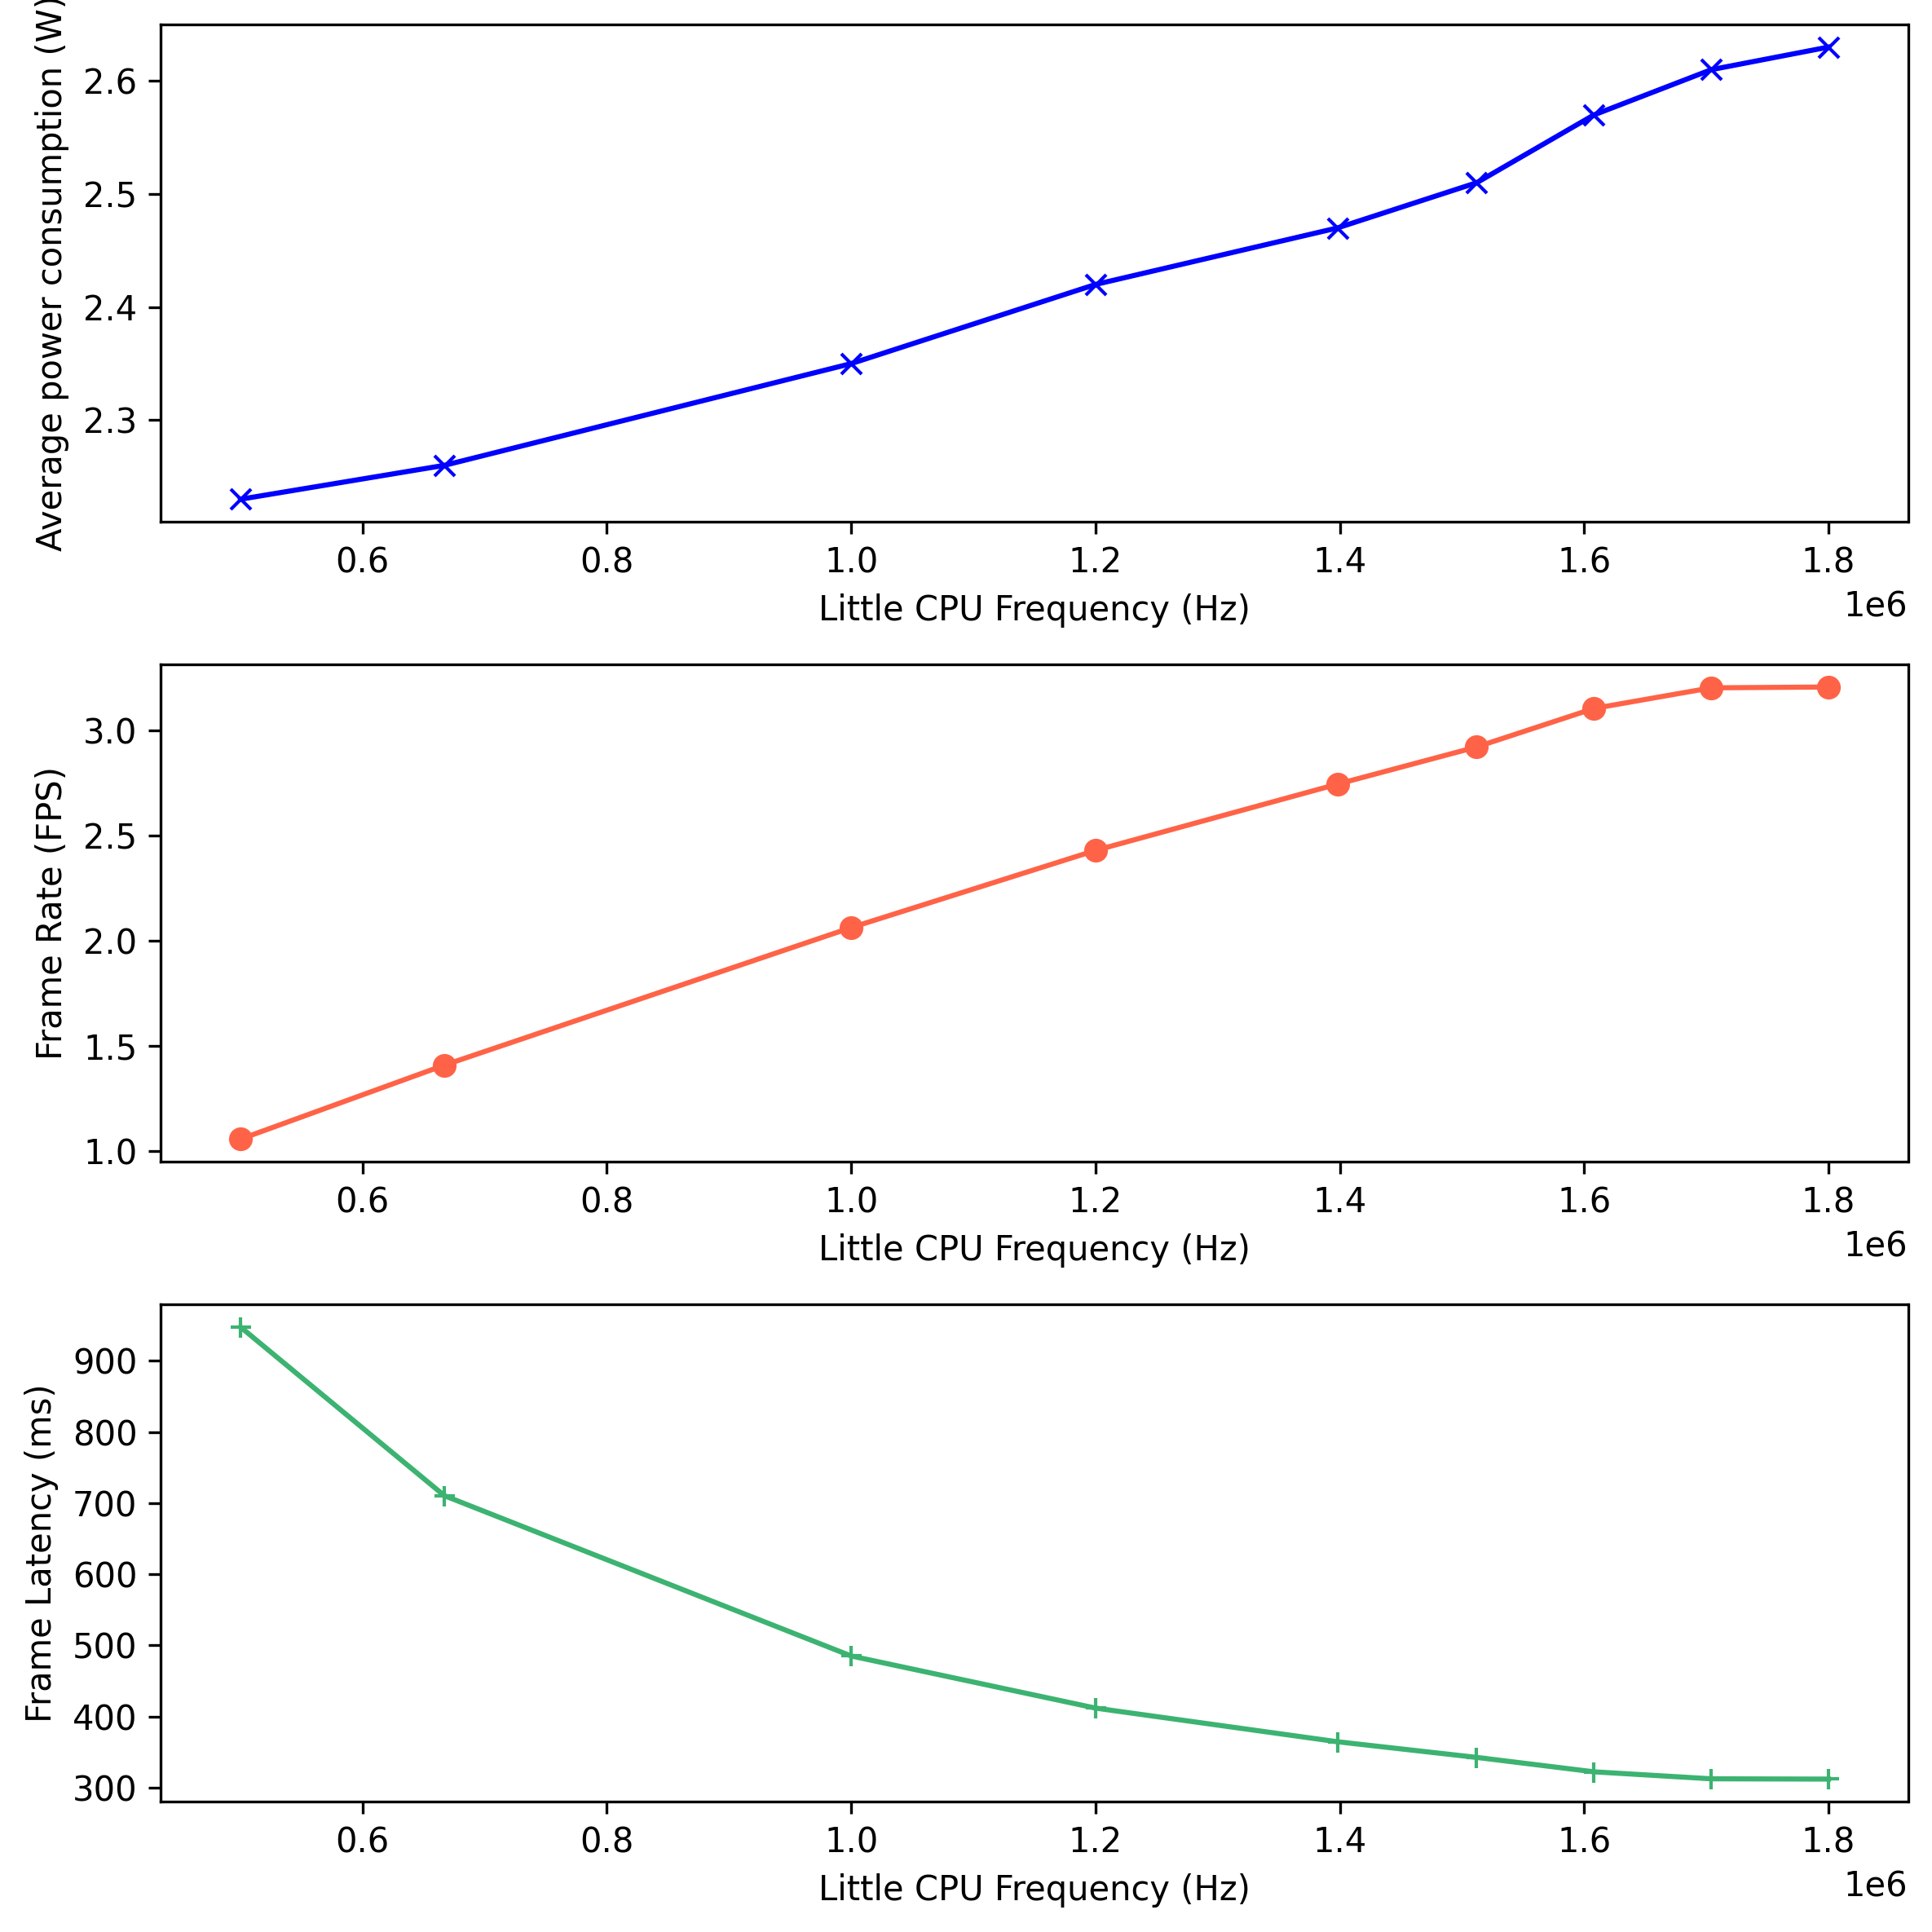 Average power consumption (W)
2.6
2.5
2.4
2.3
0.6 0.8 1.0 1.2 1.4 1.6 1.8
Little CPU Frequency (Hz)
1e6
Frame Rate (FPS)
3.0
2.5
2.0
1.5
1.0
0.6 0.8 1.0 1.2 1.4 1.6 1.8
Little CPU Frequency (Hz)
1e6
Frame Latency (ms)
900
800
700
600
500
400
300
0.6 0.8 1.0 1.2 1.4 1.6 1.8
Little CPU Frequency (Hz)
1e6